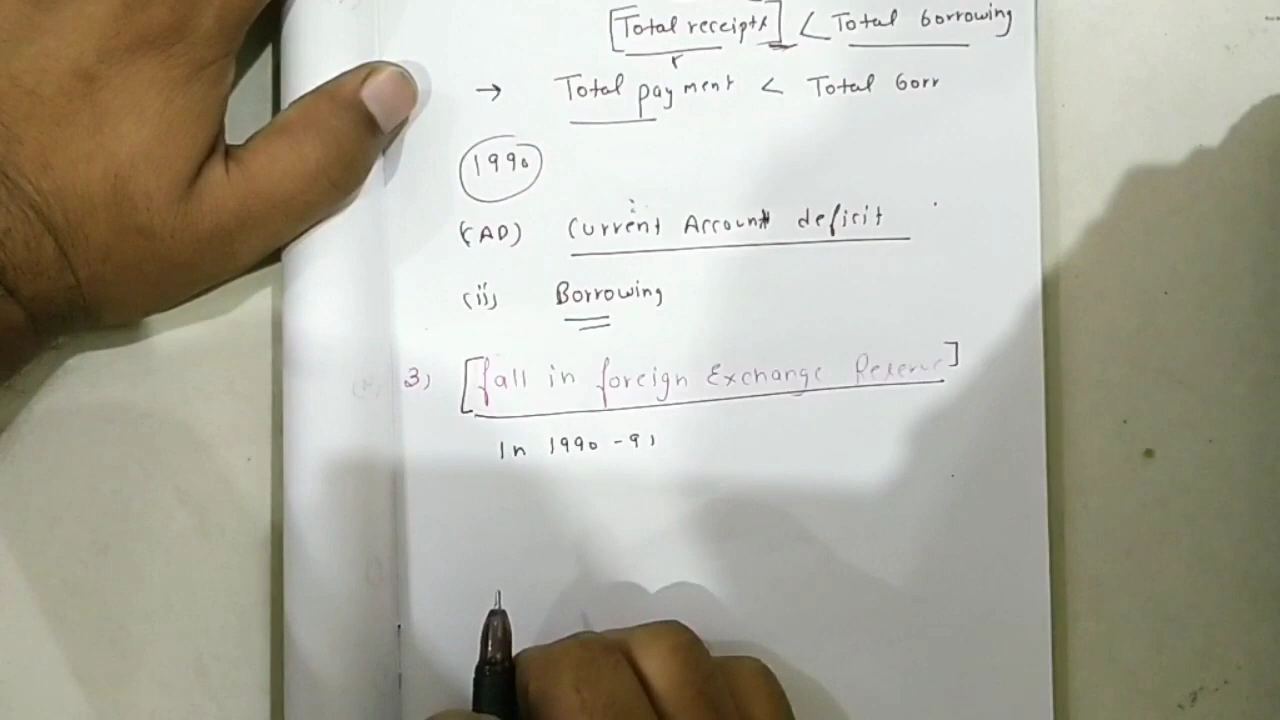 [Total receipts] < Total borrowing
→ Total payment < Total borr
1990
(AD) Current Account deficit
(ii) Borrowing
3) [fall in foreign Exchange Reserve]
In 1990-91